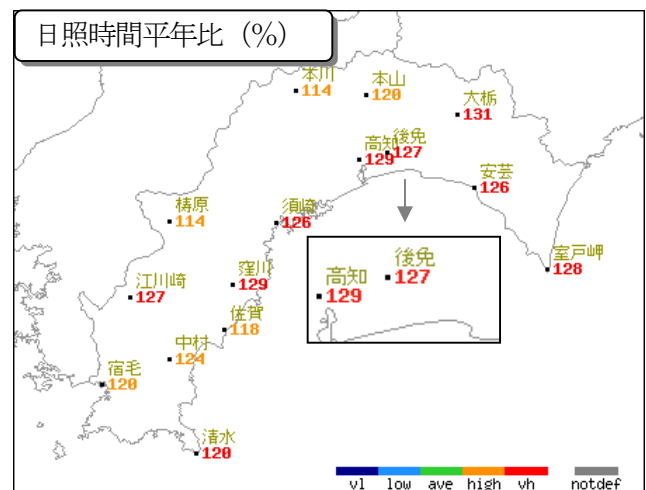 日照時間平年比（%）
本川
114
本山
120
大栃
131
高知
129
後免
127
安芸
126
梼原
114
須崎
126
室戸岬
128
江川崎
127
窪川
129
佐賀
118
中村
124
宿毛
120
清水
120
高知
129
後免
127
vl low ave high vh notdef